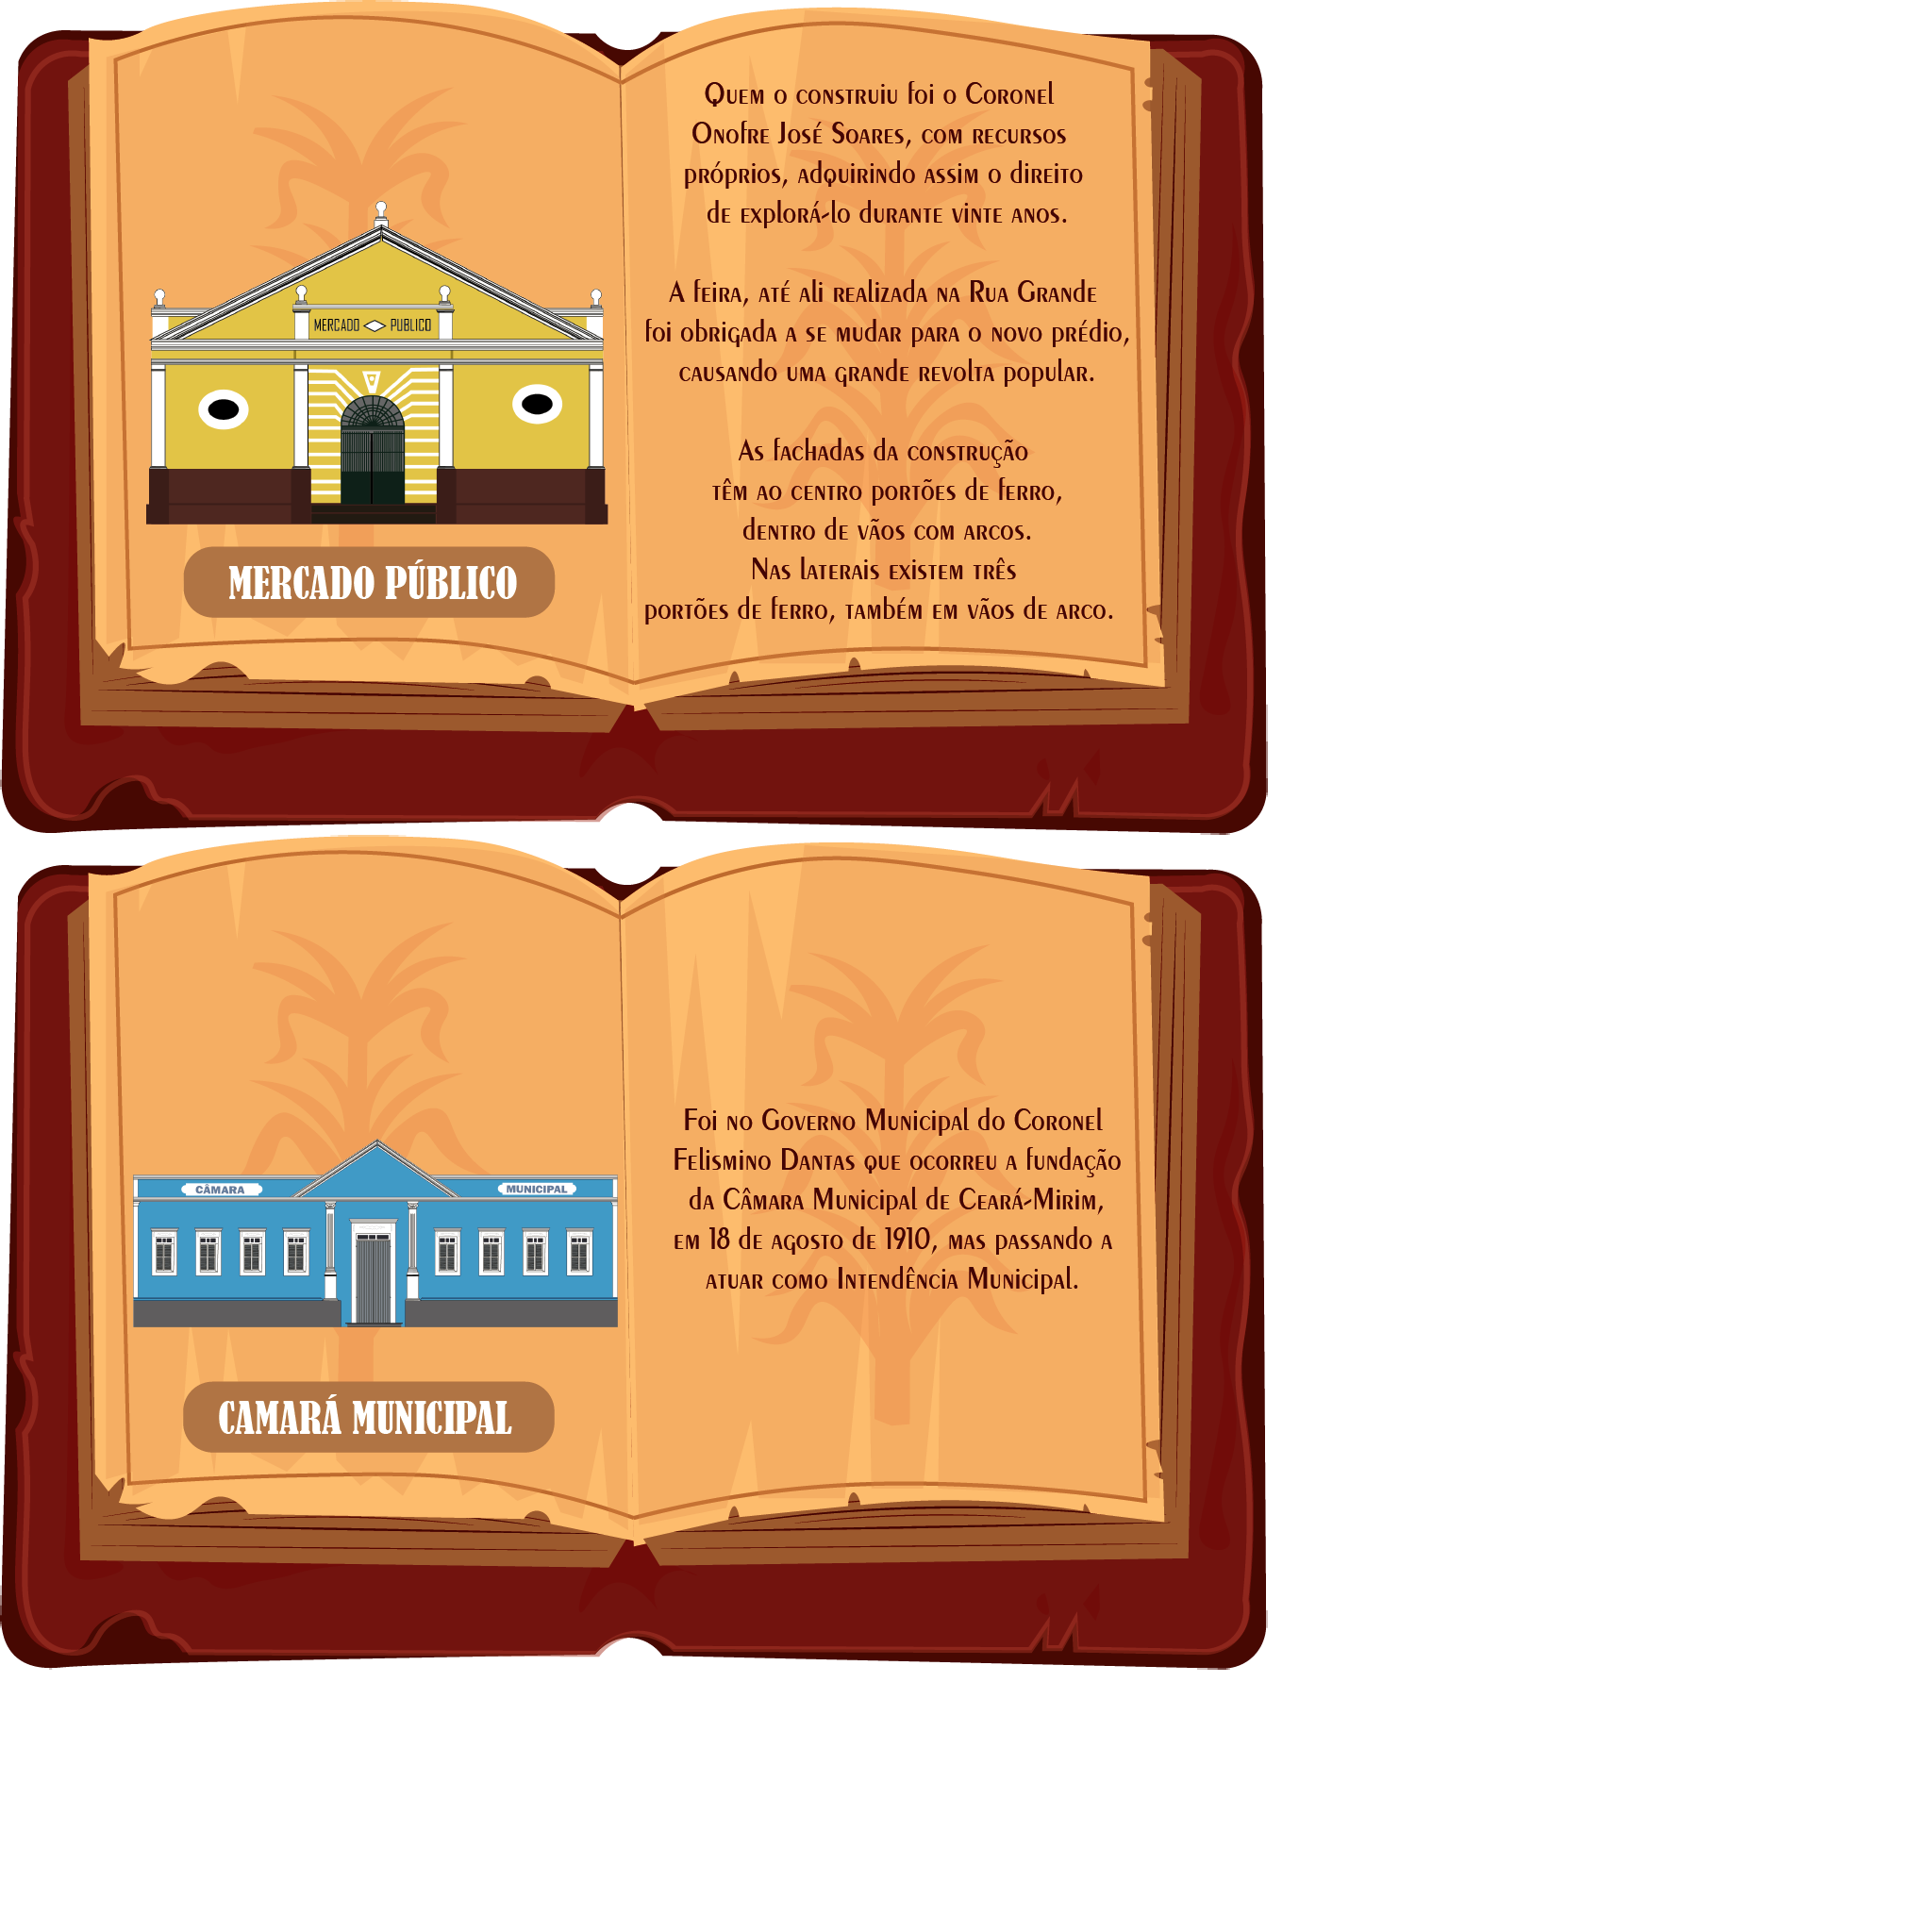 MERCADO PUBLICO
MERCADO PÚBLICO
Quem o construiu foi o Coronel
Onofre José Soares, com recursos
próprios, adquirindo assim o direito
de explorá-lo durante vinte anos.
A feira, até ali realizada na Rua Grande
foi obrigada a se mudar para o novo prédio,
causando uma grande revolta popular.
As fachadas da construção
têm ao centro portões de ferro,
dentro de vãos com arcos.
Nas laterais existem três
portões de ferro, também em vãos de arco.
CÂMARA MUNICIPAL
CAMARÁ MUNICIPAL
Foi no Governo Municipal do Coronel
Felismino Dantas que ocorreu a fundação
da Câmara Municipal de Ceará-Mirim,
em 18 de agosto de 1910, mas passando a
atuar como Intendência Municipal.